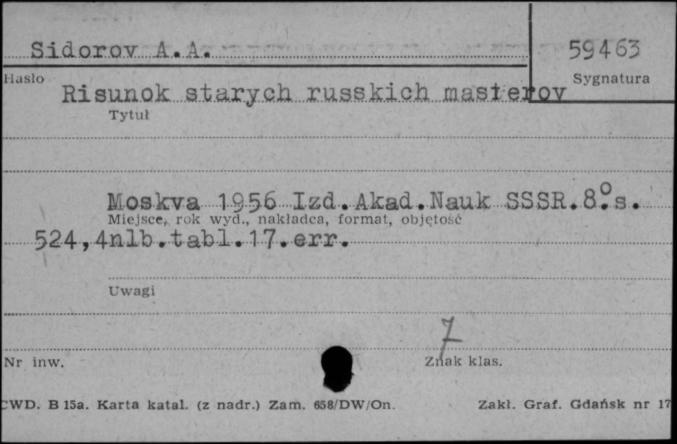 Sidorov A.A.
59463
Hasło
Sygnatura
Risunok starych russkich masterov
Tytuł
Moskva 1956 Izd.Akad.Nauk SSSR.8°.s.
Miejsce, rok wyd., nakładca, format, objętość
524,4nlb.tabl.17.err.
Uwagi
7
Nr inw.
Znak klas.
CWD. B 15a. Karta katal. (z nadr.) Zam. 658/DW/On. Zakł. Graf. Gdańsk nr 17